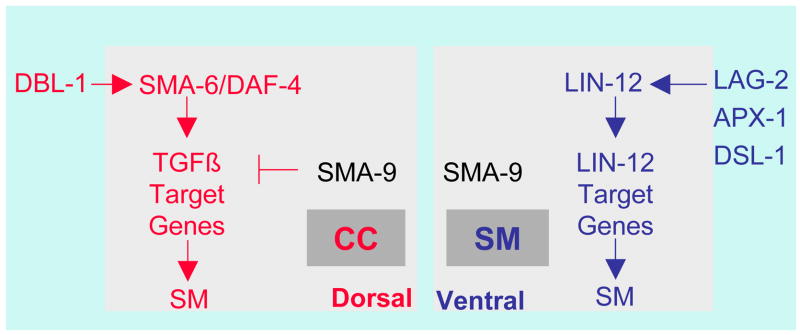 DBL-1
SMA-6/DAF-4
TGFß
Target
Genes
SM
SMA-9
CC
Dorsal
SMA-9
SM
Ventral
LIN-12
LIN-12
Target
Genes
SM
LAG-2
APX-1
DSL-1